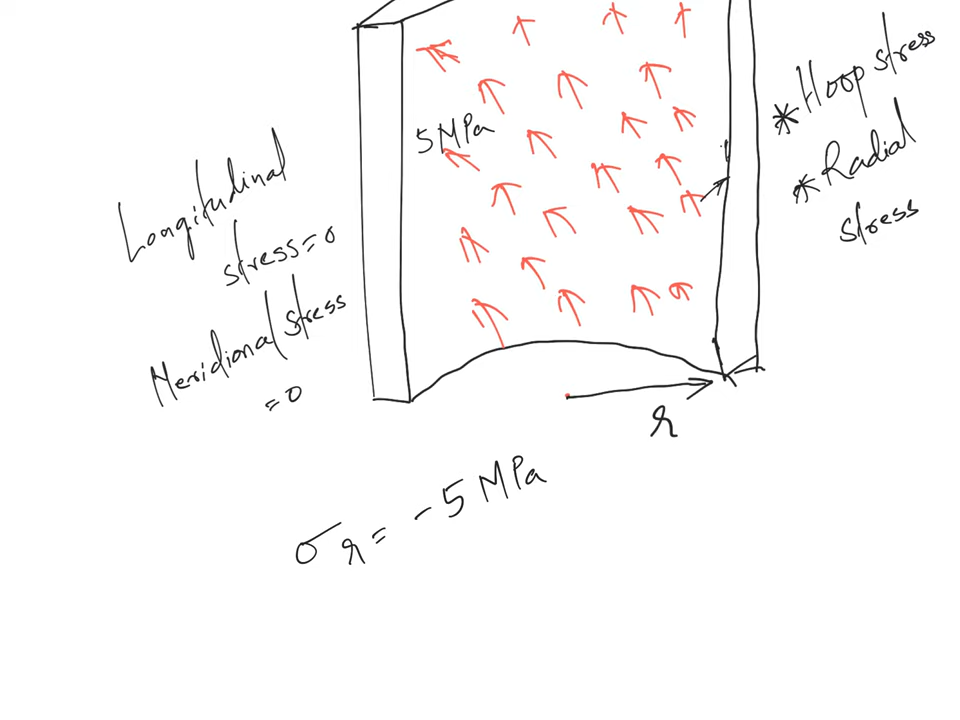 * Hoop stress
5 MPa
* Radial
stress
Longitudinal
stress = 0
Meridional stress
= 0
r
σr = -5 MPa